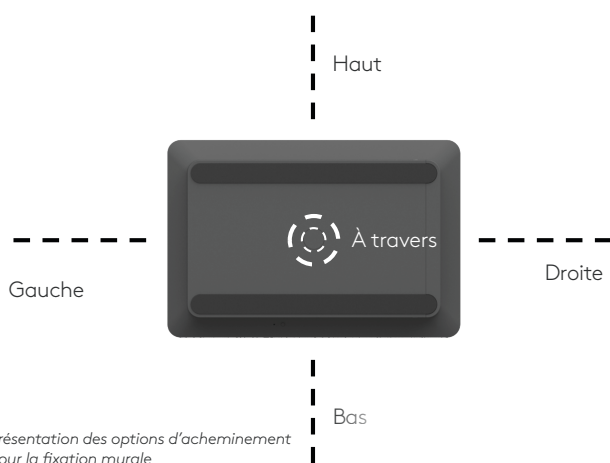 Haut
À travers
Gauche
Droite
Bas
résentation des options d'acheminement
our la fixation murale